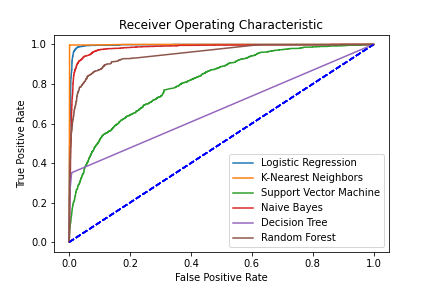 Receiver Operating Characteristic
True Positive Rate
1.0
0.8
0.6
0.4
0.2
0.0
Logistic Regression
K-Nearest Neighbors
Support Vector Machine
Naive Bayes
Decision Tree
Random Forest
0.0 0.2 0.4 0.6 0.8 1.0
False Positive Rate